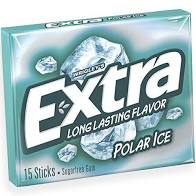 WRIGLEY'S
Extra
LONG LASTING FLAVOR
POLAR ICE
15 Sticks • Sugarfree Gum